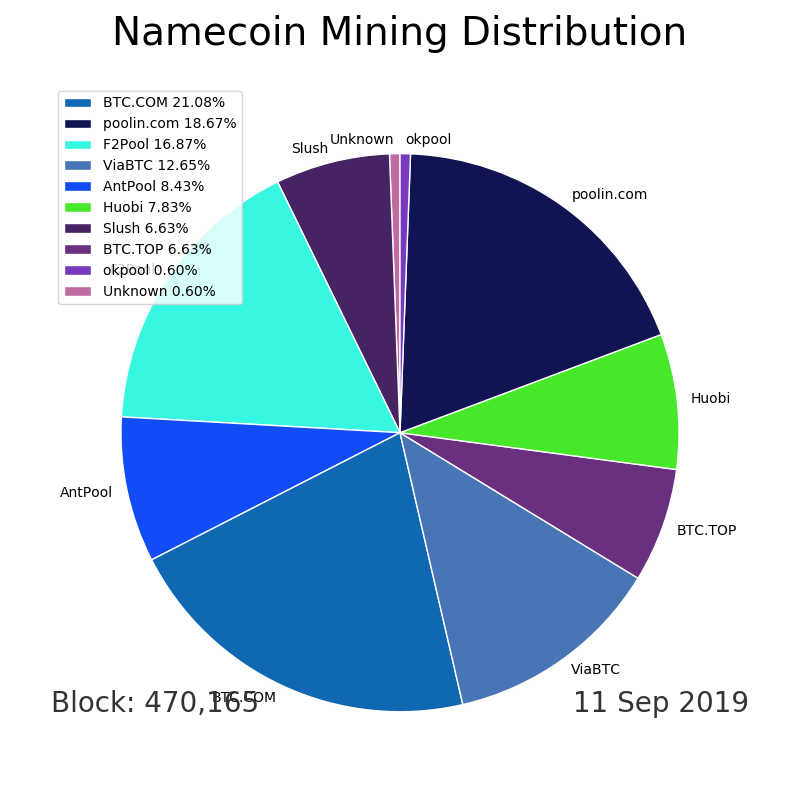 Namecoin Mining Distribution
BTC.COM 21.08%
poolin.com 18.67%
F2Pool 16.87%
ViaBTC 12.65%
AntPool 8.43%
Huobi 7.83%
Slush 6.63%
BTC.TOP 6.63%
okpool 0.60%
Unknown 0.60%
Unknown
okpool
Slush
poolin.com
F2Pool
Huobi
AntPool
BTC.TOP
ViaBTC
BTC.COM
Block: 470,165
11 Sep 2019